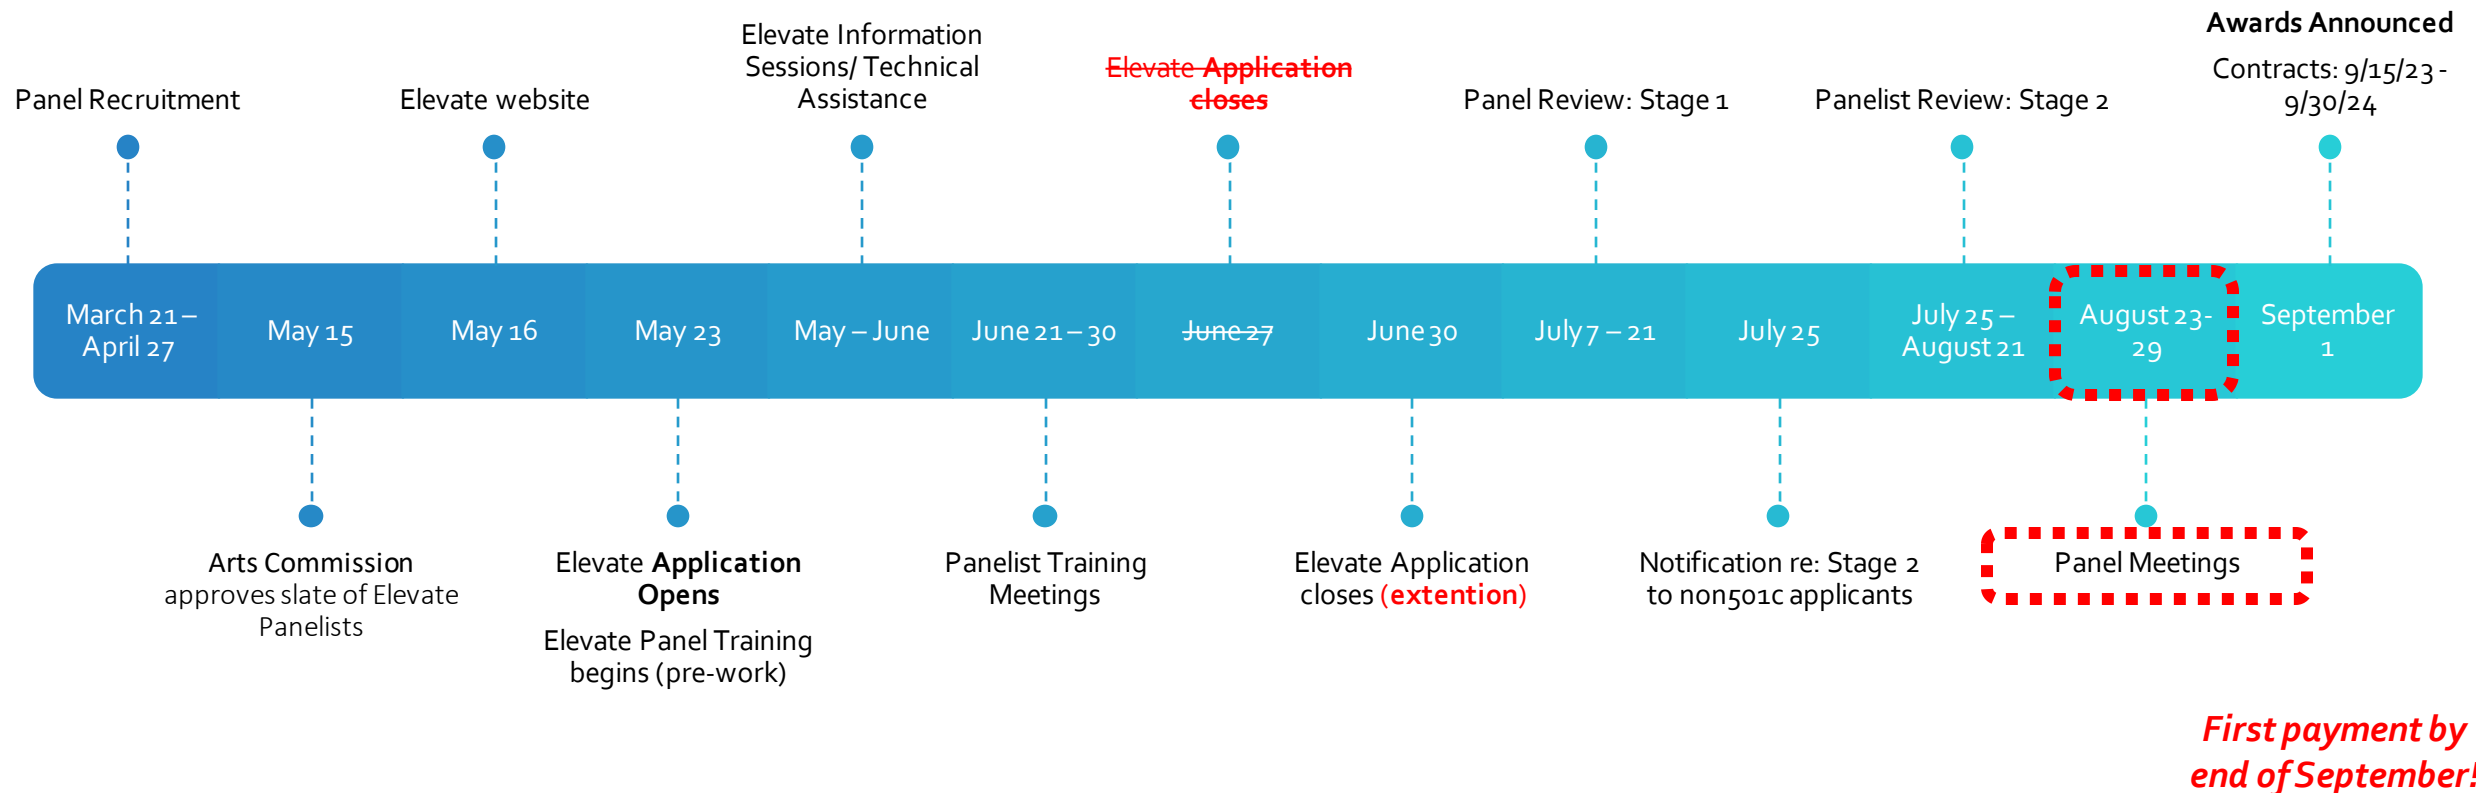 Panel Recruitment
Elevate website
Elevate Information
Sessions/ Technical
Assistance
Elevate Application
closes
Panel Review: Stage 1
Panelist Review: Stage 2
Awards Announced
Contracts: 9/15/23 -
9/30/24
March 21 –
April 27
May 15
May 16
May 23
May – June
June 21 – 30
June 27
June 30
July 7 – 21
July 25
July 25 –
August 21
August 23-
29
September
1
Arts Commission
approves slate of Elevate
Panelists
Elevate Application
Opens
Elevate Panel Training
begins (pre-work)
Panelist Training
Meetings
Elevate Application
closes (extention)
Notification re: Stage 2
to non501c applicants
Panel Meetings
First payment by
end of September!